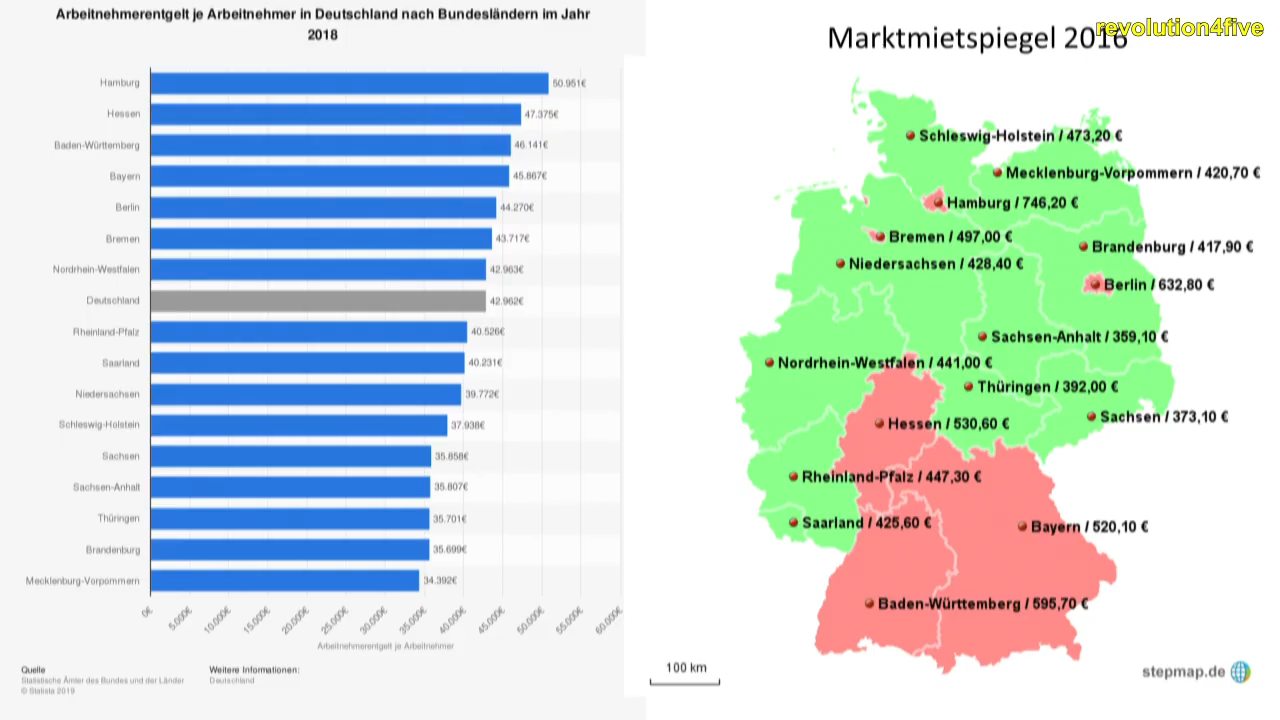 Arbeitnehmerentgelt je Arbeitnehmer in Deutschland nach Bundesländern im Jahr
2018
Hamburg 50.951€
Hessen 47.375€
Baden-Württemberg 46.141€
Bayern 45.867€
Berlin 44.270€
Bremen 43.717€
Nordrhein-Westfalen 42.963€
Deutschland 42.962€
Rheinland-Pfalz 40.526€
Saarland 40.231€
Niedersachsen 39.772€
Schleswig-Holstein 37.938€
Sachsen 35.858€
Sachsen-Anhalt 35.807€
Thüringen 35.701€
Brandenburg 35.699€
Mecklenburg-Vorpommern 34.392€
0€ 5.000€ 10.000€ 15.000€ 20.000€ 25.000€ 30.000€ 35.000€ 40.000€ 45.000€ 50.000€ 55.000€ 60.000€
Arbeitnehmerentgelt je Arbeitnehmer
Quelle
Statistische Ämter des Bundes und der Länder
© Statista 2019
Weitere Informationen:
Deutschland
Marktmietspiegel 2016
revolution4five
Schleswig-Holstein / 473,20 €
Mecklenburg-Vorpommern / 420,70 €
Hamburg / 746,20 €
Bremen / 497,00 €
Brandenburg / 417,90 €
Niedersachsen / 428,40 €
Berlin / 632,80 €
Sachsen-Anhalt / 359,10 €
Nordrhein-Westfalen / 441,00 €
Thüringen / 392,00 €
Sachsen / 373,10 €
Hessen / 530,60 €
Rheinland-Pfalz / 447,30 €
Saarland / 425,60 €
Bayern / 520,10 €
Baden-Württemberg / 595,70 €
100 km
stepmap.de